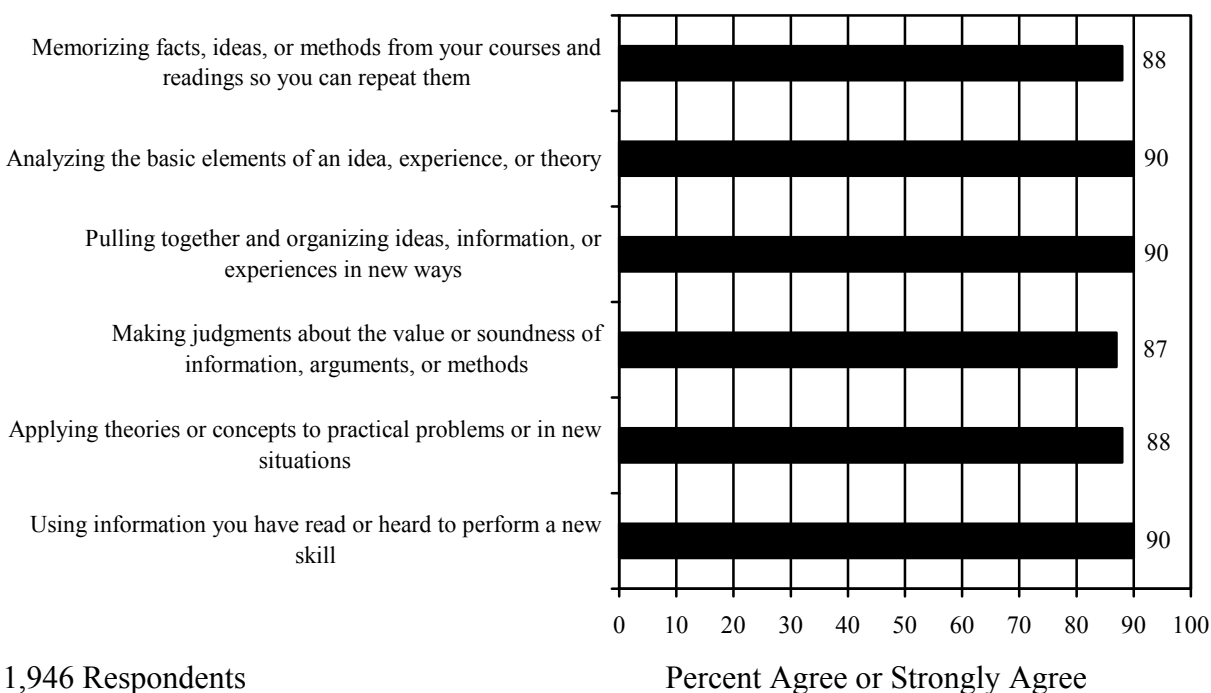 Memorizing facts, ideas, or methods from your courses and
readings so you can repeat them
88
Analyzing the basic elements of an idea, experience, or theory
90
Pulling together and organizing ideas, information, or
experiences in new ways
90
Making judgments about the value or soundness of
information, arguments, or methods
87
Applying theories or concepts to practical problems or in new
situations
88
Using information you have read or heard to perform a new
skill
90
0 10 20 30 40 50 60 70 80 90 100
1,946 Respondents
Percent Agree or Strongly Agree